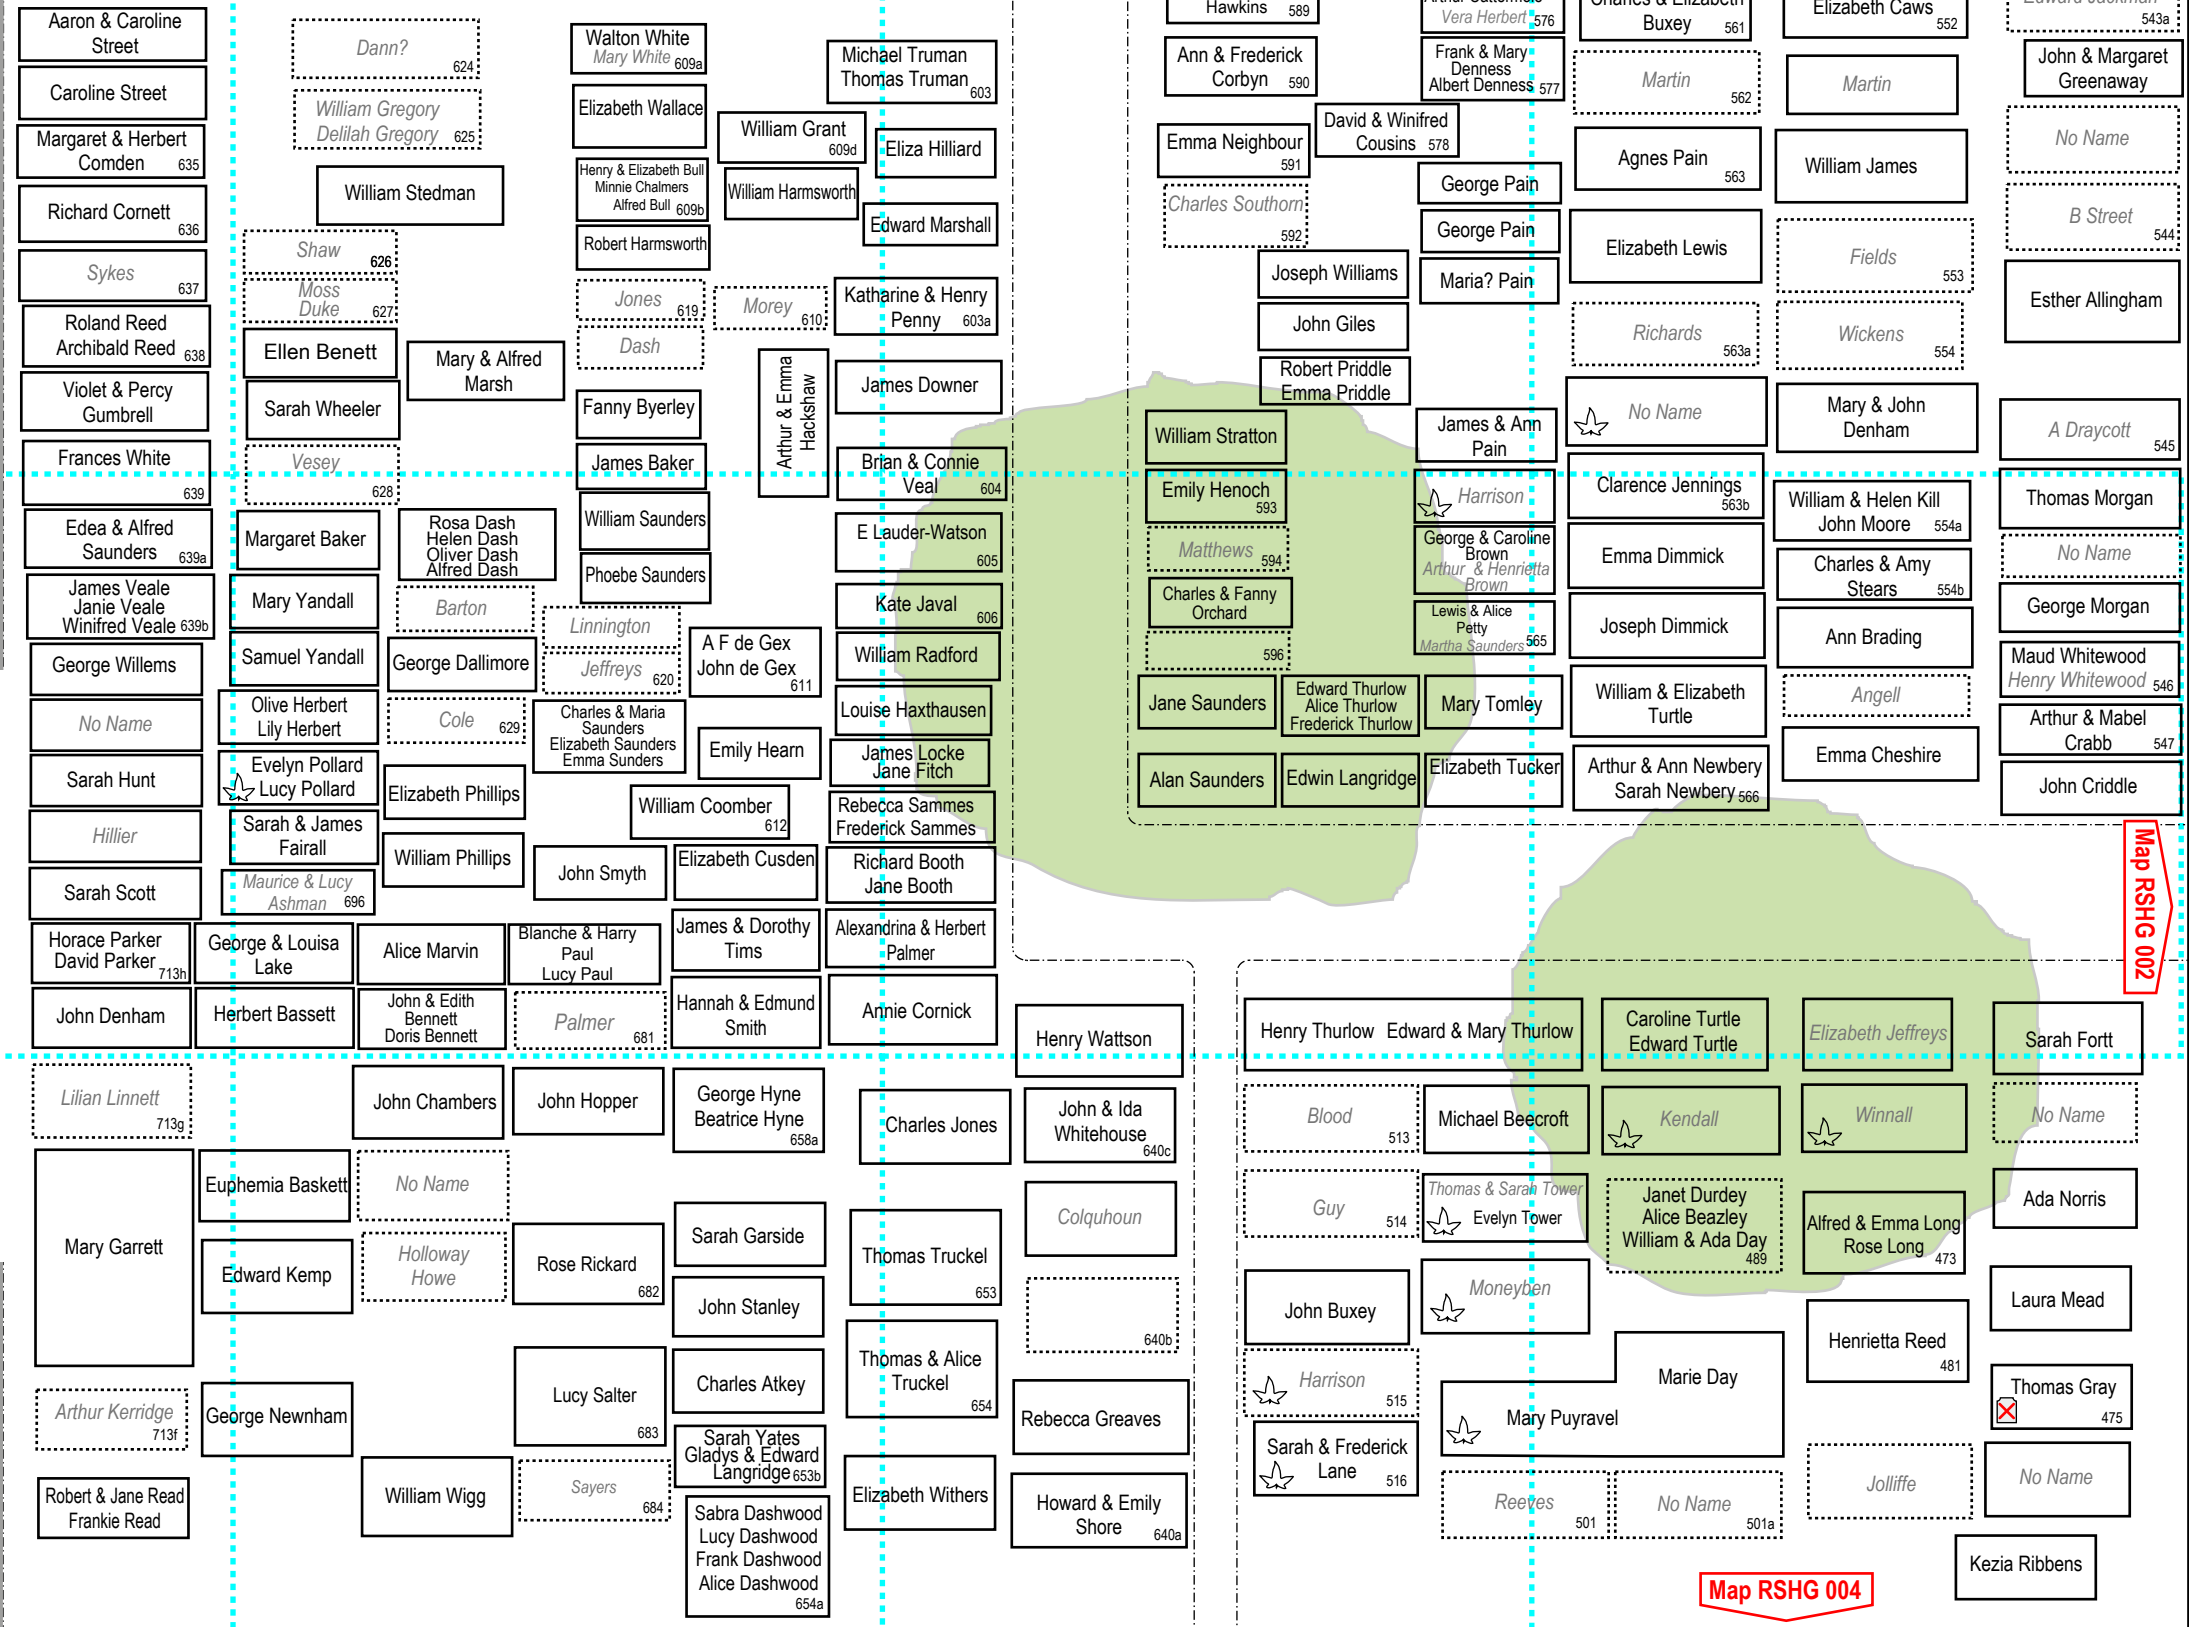 Aaron & Caroline
Street
Caroline Street
Margaret & Herbert
Comden 635
Richard Cornett
636
Sykes
637
Roland Reed
Archibald Reed 638
Violet & Percy
Gumbrell
Frances White
639
Edea & Alfred
Saunders 639a
James Veale
Janie Veale
Winifred Veale 639b
George Willems
No Name
Sarah Hunt
Hillier
Sarah Scott
Horace Parker
David Parker 713h
John Denham
Lilian Linnett
713g
Mary Garrett
Arthur Kerridge
713f
Robert & Jane Read
Frankie Read
Dann?
624
William Gregory
Delilah Gregory 625
William Stedman
Shaw 626
Moss
Duke 627
Ellen Benett
Mary & Alfred
Marsh
Sarah Wheeler
Vesey
628
Margaret Baker
Rosa Dash
Helen Dash
Oliver Dash
Alfred Dash
Mary Yandall
Barton
Samuel Yandall
George Dallimore
Olive Herbert
Lily Herbert
Cole
629
Evelyn Pollard
Lucy Pollard
Elizabeth Phillips
Sarah & James
Fairall
William Phillips
Maurice & Lucy
Ashman 696
George & Louisa
Lake
Alice Marvin
Blanche & Harry
Paul
Lucy Paul
Herbert Bassett
John & Edith
Bennett
Doris Bennett
Palmer
681
John Chambers
John Hopper
Euphemia Baskett
No Name
Edward Kemp
Holloway
Howe
Rose Rickard
682
George Newnham
Lucy Salter
683
William Wigg
Sayers
684
Walton White
Mary White 609a
Elizabeth Wallace
Henry & Elizabeth Bull
Minnie Chalmers
Alfred Bull 609b
Robert Harmsworth
Jones
619
Dash
Fanny Byerley
James Baker
William Saunders
Phoebe Saunders
Linnington
Jeffreys
620
Charles & Maria
Saunders
Elizabeth Saunders
Emma Sunders
William Coomber
612
John Smyth
Elizabeth Cusden
James & Dorothy
Tims
Hannah & Edmund
Smith
George Hyne
Beatrice Hyne
658a
Sarah Garside
John Stanley
Charles Atkey
Sarah Yates
Gladys & Edward
Langridge 653b
Sabra Dashwood
Lucy Dashwood
Frank Dashwood
Alice Dashwood
654a
William Grant
609d
William Harmsworth
Morey
610
Arthur & Emma
Hackshaw
A F de Gex
John de Gex
611
Emily Hearn
Michael Truman
Thomas Truman
603
Eliza Hilliard
Edward Marshall
Katharine & Henry
Penny 603a
James Downer
Brian & Connie
Veal 604
E Lauder-Watson
605
Kate Javal
606
William Radford
Louise Haxthausen
James Locke
Jane Fitch
Rebecca Sammes
Frederick Sammes
Richard Booth
Jane Booth
Alexandrina & Herbert
Palmer
Annie Cornick
Charles Jones
Thomas Truckel
653
Thomas & Alice
Truckel
654
Elizabeth Withers
Henry Wattson
John & Ida
Whitehouse
640c
Colquhoun
640b
Rebecca Greaves
Howard & Emily
Shore 640a
Hawkins 589
Ann & Frederick
Corbyn 590
Emma Neighbour
591
Charles Southorn
592
Joseph Williams
John Giles
Robert Priddle
Emma Priddle
William Stratton
Emily Henoch
593
Matthews
594
Charles & Fanny
Orchard
596
Jane Saunders
Edward Thurlow
Alice Thurlow
Frederick Thurlow
Alan Saunders
Edwin Langridge
Vera Herbert 576
Frank & Mary
Denness
Albert Denness 577
David & Winifred
Cousins 578
George Pain
George Pain
Maria? Pain
James & Ann
Pain
Harrison
George & Caroline
Brown
Arthur & Henrietta
Brown
Lewis & Alice
Petty
Martha Saunders 565
Mary Tomley
Elizabeth Tucker
Charles & Elizabeth
Buxey 561
Martin
562
Agnes Pain
563
Elizabeth Lewis
Richards
563a
No Name
Clarence Jennings
563b
Emma Dimmick
Joseph Dimmick
William & Elizabeth
Turtle
Arthur & Ann Newbery
Sarah Newbery 566
Elizabeth Caws
552
Martin
William James
Fields
553
Wickens
554
Mary & John
Denham
William & Helen Kill
John Moore 554a
Charles & Amy
Stears 554b
Ann Brading
Angell
Emma Cheshire
Edward Jackman
543a
John & Margaret
Greenaway
No Name
B Street
544
Esther Allingham
A Draycott
545
Thomas Morgan
No Name
George Morgan
Maud Whitewood
Henry Whitewood 546
Arthur & Mabel
Crabb 547
John Criddle
Map RSHG 002
Henry Thurlow Edward & Mary Thurlow
Caroline Turtle
Edward Turtle
Elizabeth Jeffreys
Sarah Fortt
Blood
513
Michael Beecroft
Kendall
Winnall
No Name
Guy
514
Thomas & Sarah Tower
Evelyn Tower
Janet Durdey
Alice Beazley
William & Ada Day
489
Alfred & Emma Long
Rose Long
473
Ada Norris
John Buxey
Moneyben
Laura Mead
Harrison
515
Marie Day
Mary Puyravel
Henrietta Reed
481
Thomas Gray
475
Sarah & Frederick
Lane 516
Reeves
501
No Name
501a
Jolliffe
No Name
Kezia Ribbens
Map RSHG 004